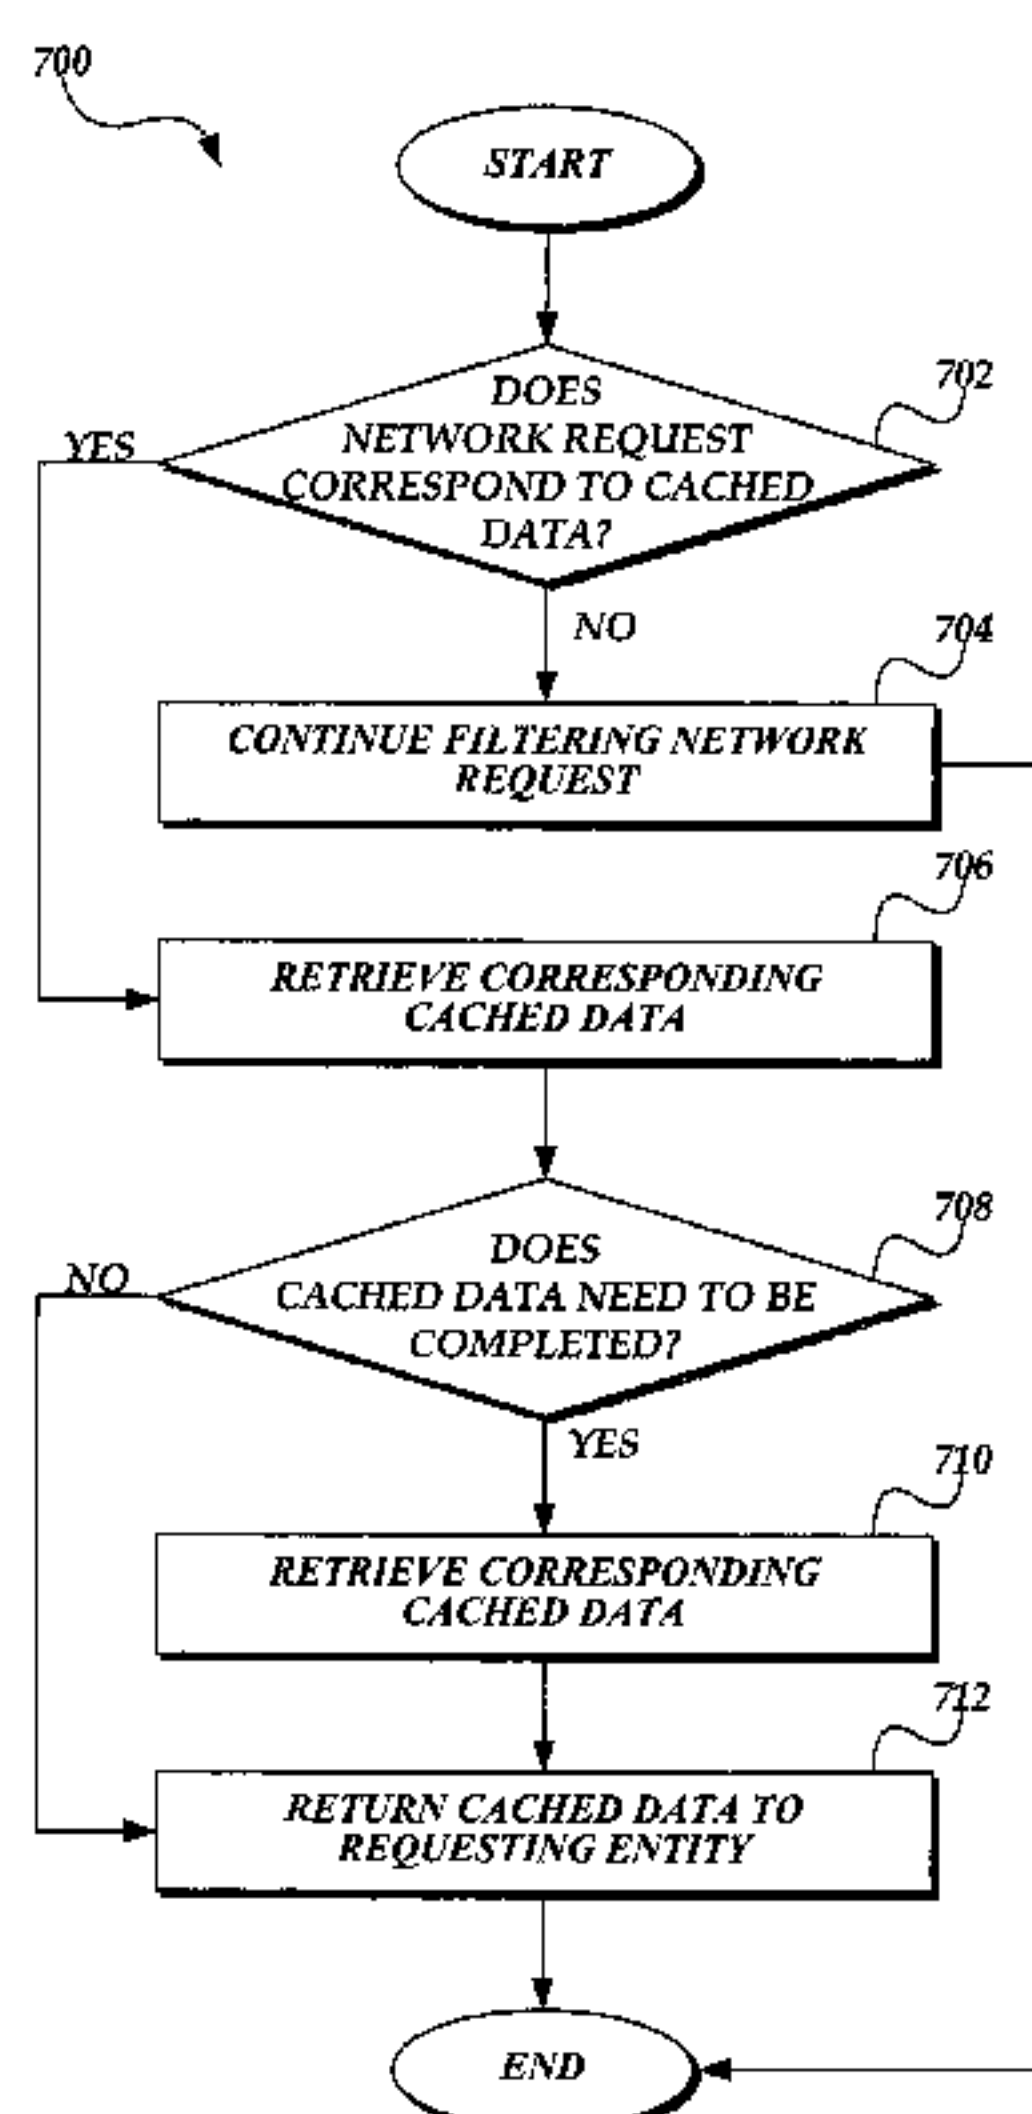 700
START
702
DOES
NETWORK REQUEST
CORRESPOND TO CACHED
DATA?
YES
NO
704
CONTINUE FILTERING NETWORK
REQUEST
706
RETRIEVE CORRESPONDING
CACHED DATA
708
DOES
CACHED DATA NEED TO BE
COMPLETED?
NO
YES
710
RETRIEVE CORRESPONDING
CACHED DATA
712
RETURN CACHED DATA TO
REQUESTING ENTITY
END